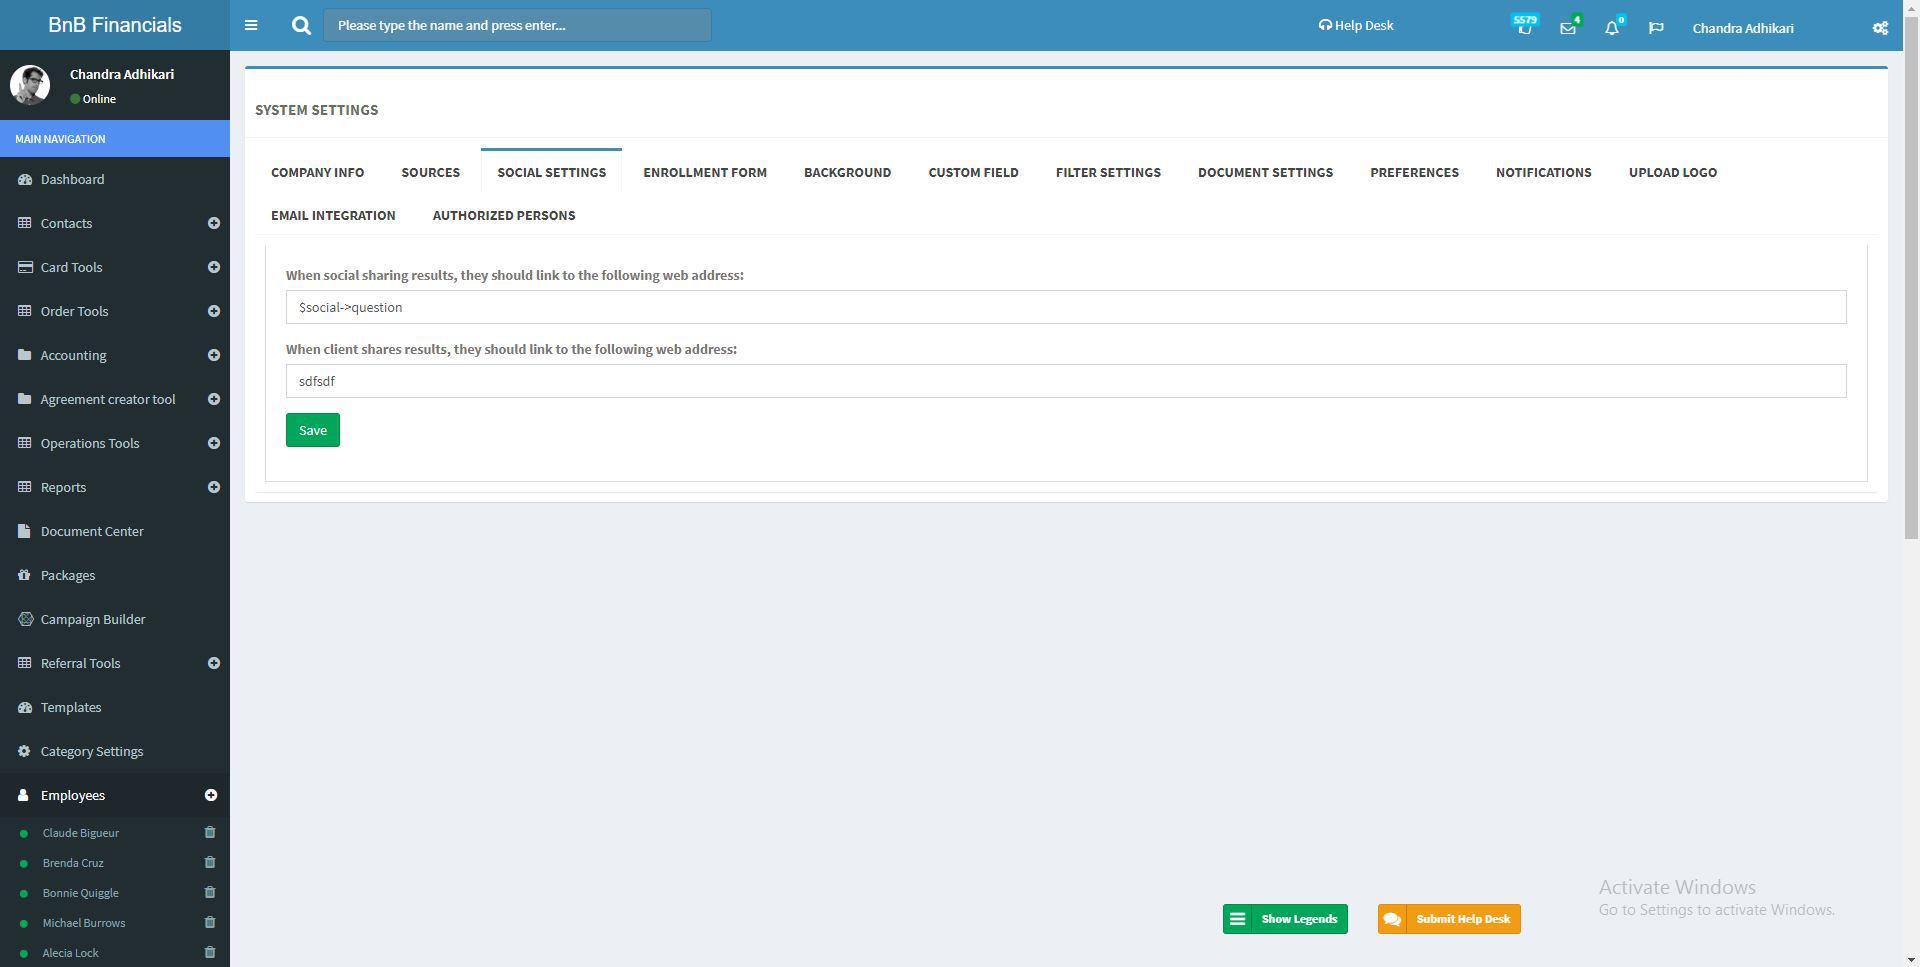 BnB Financials
Please type the name and press enter...
Help Desk
5579
4
0
Chandra Adhikari
Chandra Adhikari
Online
MAIN NAVIGATION
Dashboard
Contacts
Card Tools
Order Tools
Accounting
Agreement creator tool
Operations Tools
Reports
Document Center
Packages
Campaign Builder
Referral Tools
Templates
Category Settings
Employees
Claude Bigueur
Brenda Cruz
Bonnie Quiggle
Michael Burrows
Alecia Lock
SYSTEM SETTINGS
COMPANY INFO
SOURCES
SOCIAL SETTINGS
ENROLLMENT FORM
BACKGROUND
CUSTOM FIELD
FILTER SETTINGS
DOCUMENT SETTINGS
PREFERENCES
NOTIFICATIONS
UPLOAD LOGO
EMAIL INTEGRATION
AUTHORIZED PERSONS
When social sharing results, they should link to the following web address:
$social->question
When client shares results, they should link to the following web address:
sdfsdf
Save
Show Legends
Submit Help Desk
Activate Windows
Go to Settings to activate Windows.